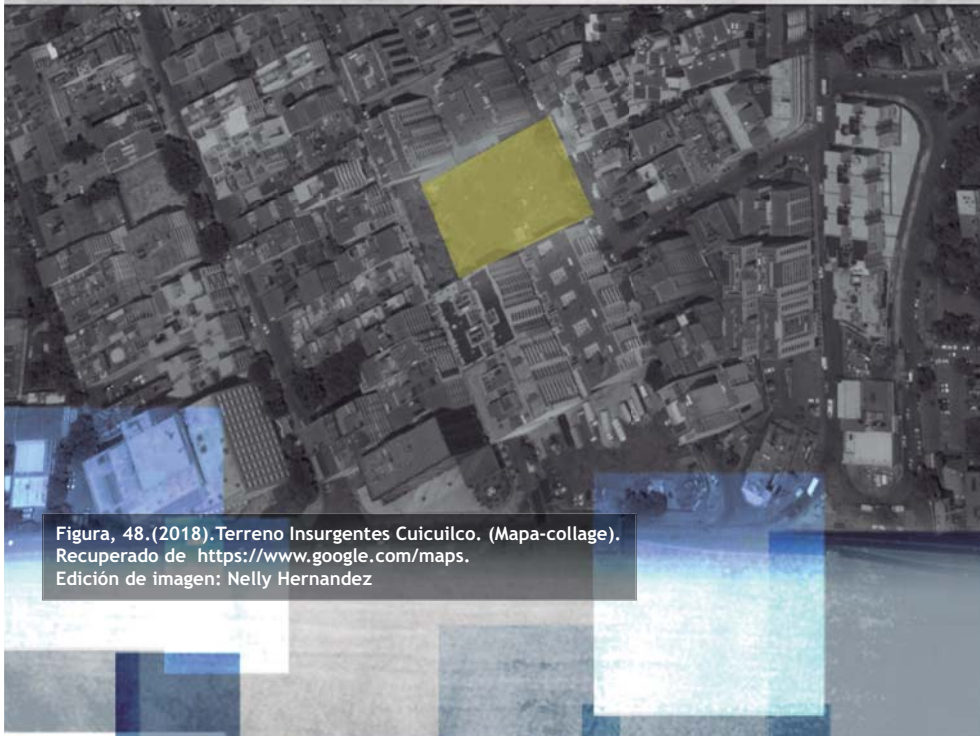 Figura, 48.(2018).Terreno Insurgentes Cuicuilco. (Mapa-collage).
Recuperado de https://www.google.com/maps.
Edición de imagen: Nelly Hernandez